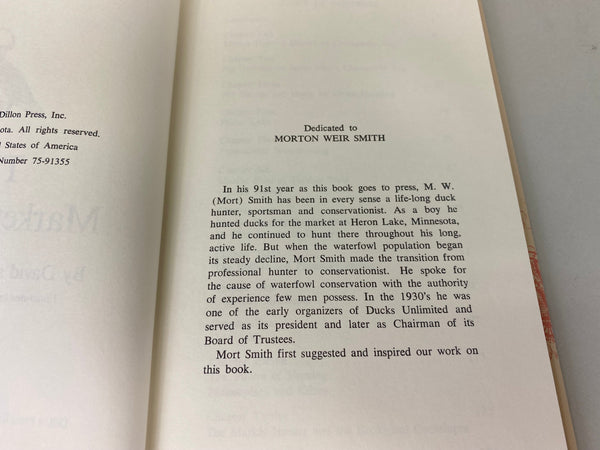 Dillon Press, Inc.
ota. All rights reserved.
States of America
Number 75-91355
Dedicated to
MORTON WEIR SMITH
In his 91st year as this book goes to press, M. W.
(Mort) Smith has been in every sense a life-long duck
hunter, sportsman and conservationist. As a boy he
hunted ducks for the market at Heron Lake, Minnesota,
and he continued to hunt there throughout his long,
active life. But when the waterfowl population began
its steady decline, Mort Smith made the transition from
professional hunter to conservationist. He spoke for
the cause of waterfowl conservation with the authority
of experience few men possess. In the 1930's he was
one of the early organizers of Ducks Unlimited and
served as its president and later as Chairman of its
Board of Trustees.
Mort Smith first suggested and inspired our work on
this book.